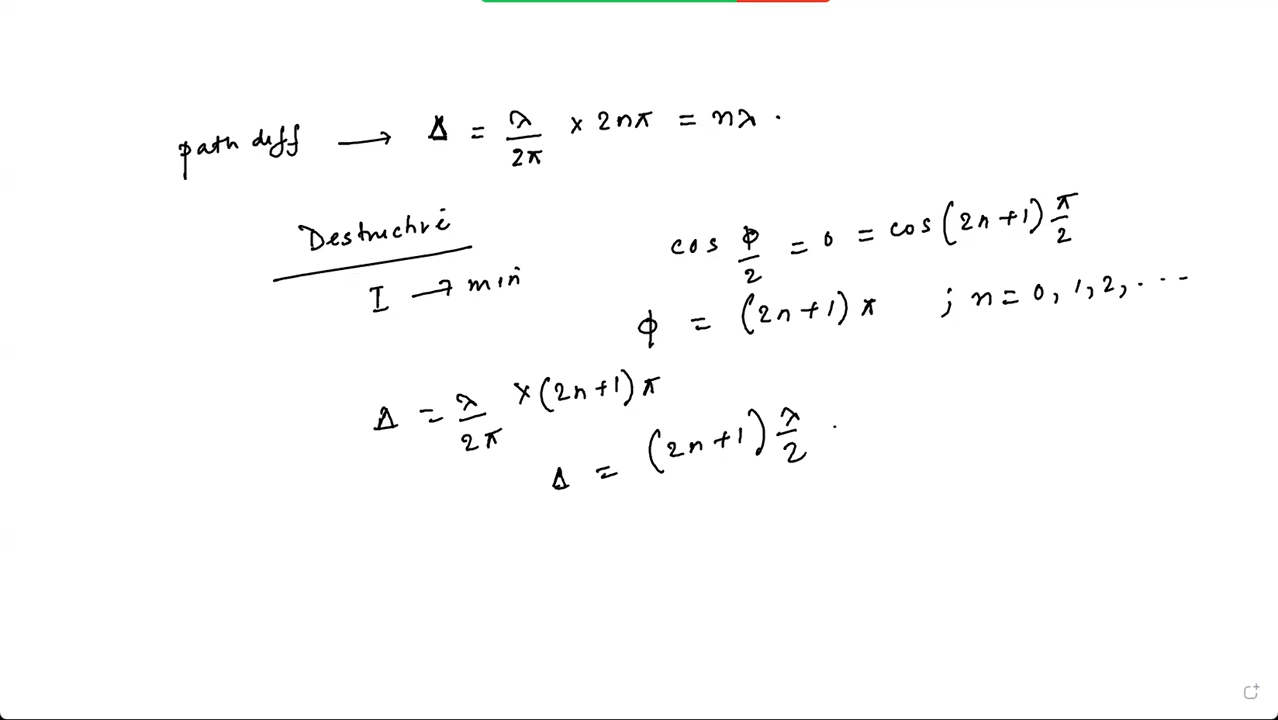 path diff ⟶ Δ = λ/2π × 2nπ = nλ .
Destructive
I → min
cos ϕ/2 = 0 = cos(2n+1) π/2
ϕ = (2n+1) π ; n = 0, 1, 2, ...
Δ = λ/2π × (2n+1) π
Δ = (2n+1) λ/2 .